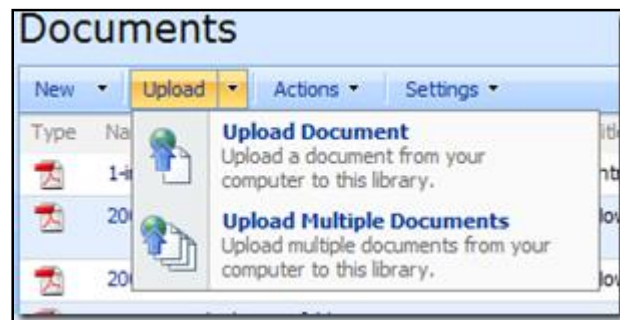 Documents
New Upload Actions Settings
Type
Upload Document
Upload a document from your
computer to this library.
Upload Multiple Documents
Upload multiple documents from your
computer to this library.